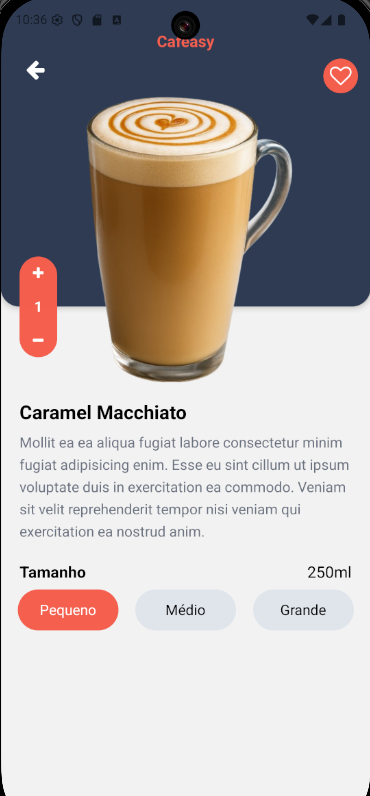 10:36
Cafeasy
1
Caramel Macchiato
Mollit ea ea aliqua fugiat labore consectetur minim
fugiat adipisicing enim. Esse eu sint cillum ut ipsum
voluptate duis in exercitation ea commodo. Veniam
sit velit reprehenderit tempor nisi veniam qui
exercitation ea nostrud anim.
Tamanho 250ml
Pequeno Médio Grande